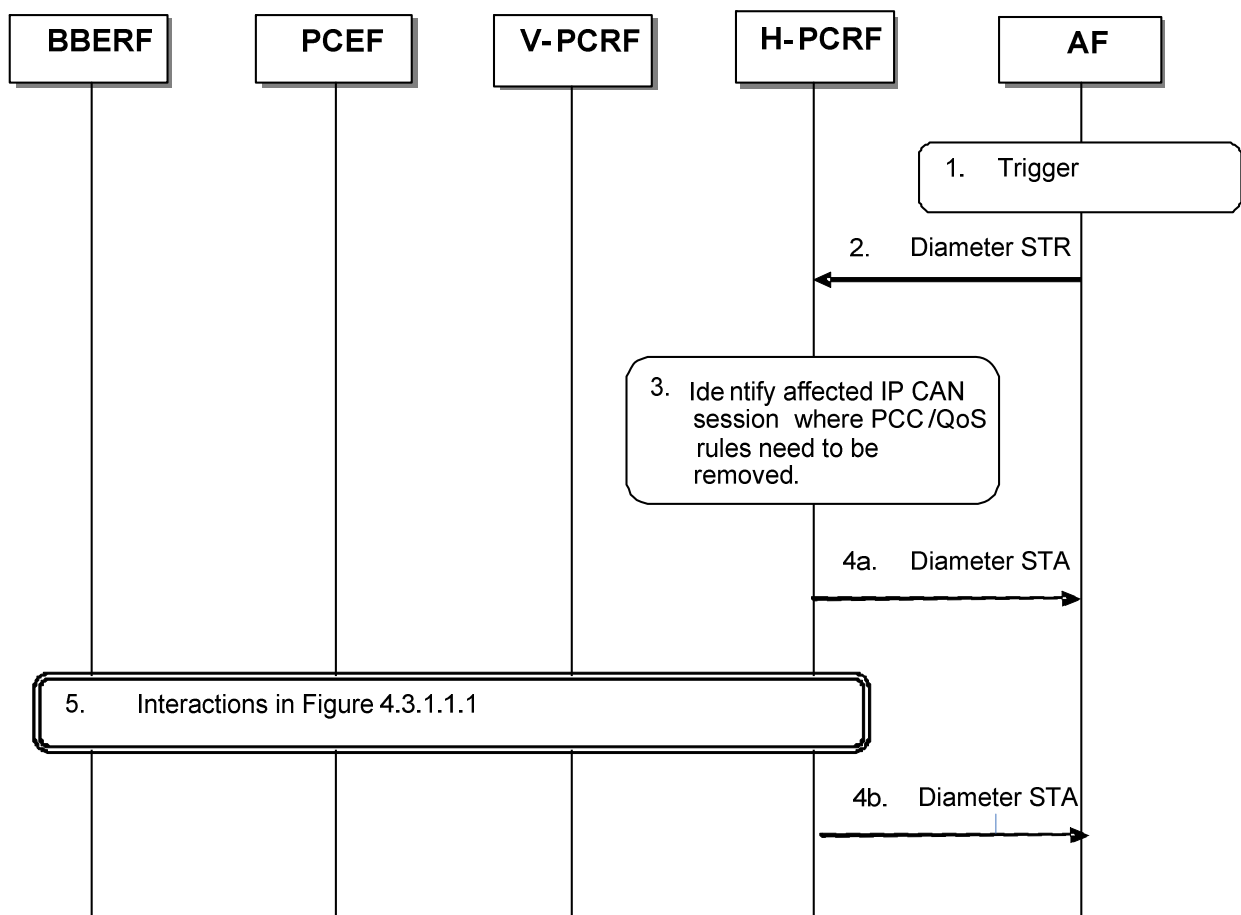 BBERF
PCEF
V-PCRF
H-PCRF
AF
1. Trigger
2. Diameter STR
3. Ide ntify affected IP CAN
session where PCC /QoS
rules need to be
removed.
4a. Diameter STA
5. Interactions in Figure 4.3.1.1.1
4b. Diameter STA